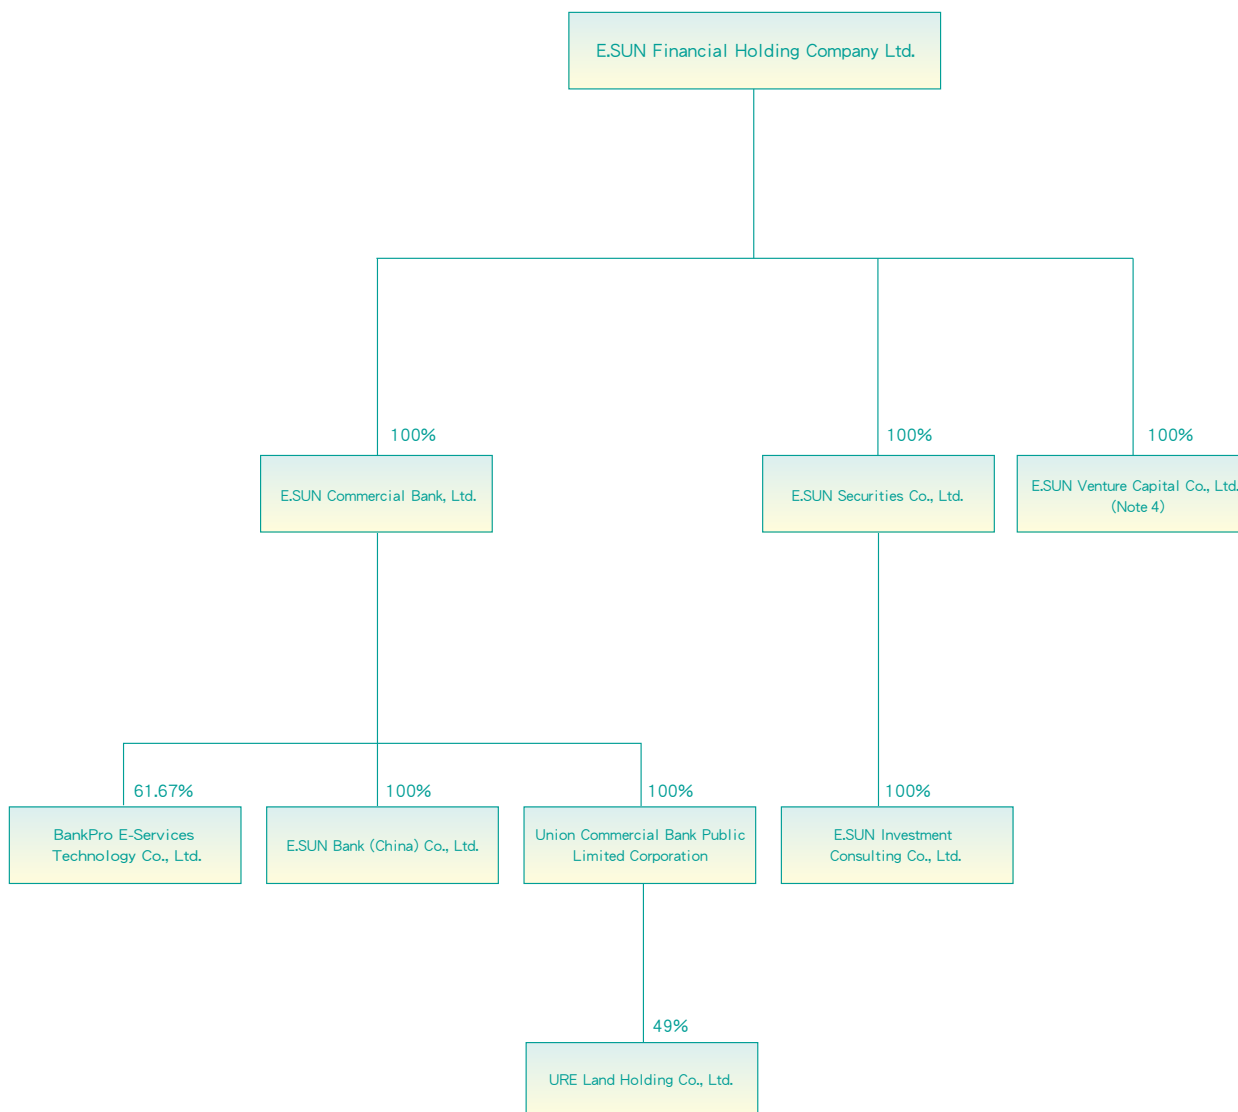 E.SUN Financial Holding Company Ltd.
100%
100%
100%
E.SUN Commercial Bank, Ltd.
E.SUN Securities Co., Ltd.
E.SUN Venture Capital Co., Ltd.
(Note 4)
61.67%
100%
100%
100%
BankPro E-Services
Technology Co., Ltd.
E.SUN Bank (China) Co., Ltd.
Union Commercial Bank Public
Limited Corporation
E.SUN Investment
Consulting Co., Ltd.
49%
URE Land Holding Co., Ltd.